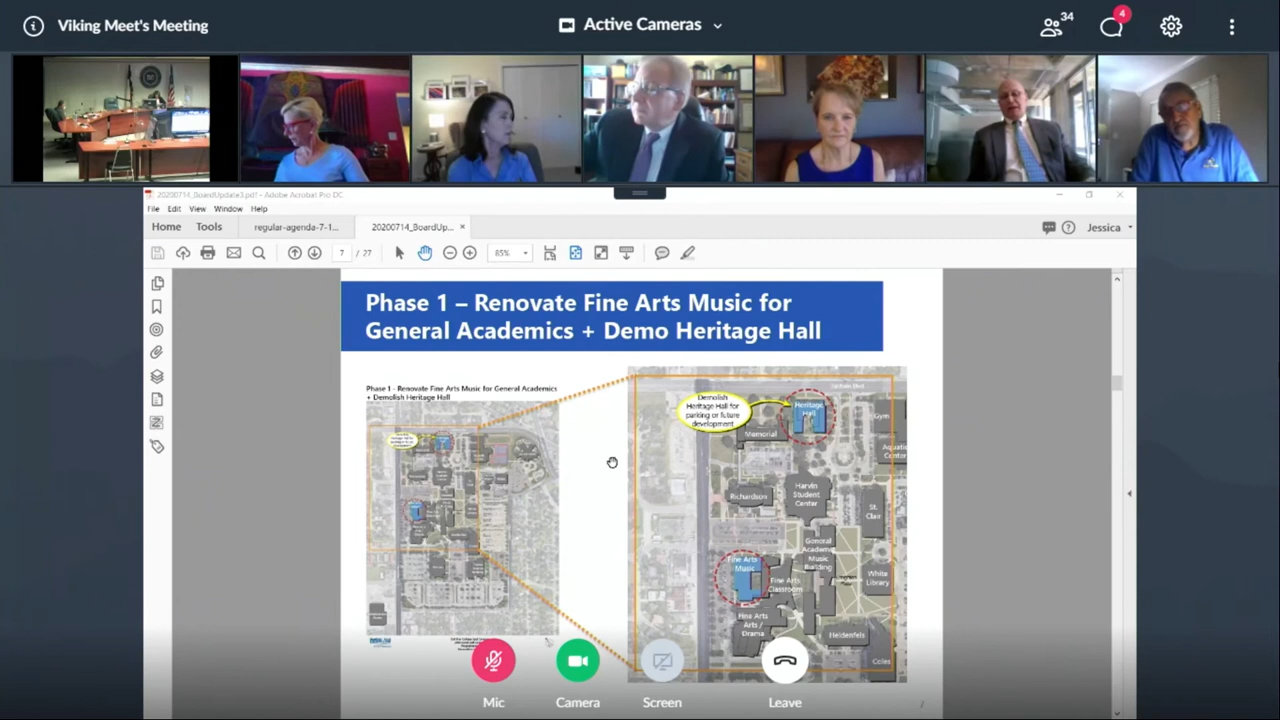 Viking Meet's Meeting
Active Cameras
34
4
20200714_BoardUpdate3.pdf - Adobe Acrobat Pro DC
File Edit View Window Help
Home Tools regular-agenda-7-1... 20200714_BoardUp... ×
Jessica
7 / 27
85%
Phase 1 – Renovate Fine Arts Music for
General Academics + Demo Heritage Hall
Phase 1 - Renovate Fine Arts Music for General Academics
+ Demolish Heritage Hall
Demolish
Heritage Hall for
parking or future
development
Heritage
Hall
Gym
Memorial
Aquatic
Center
Richardson
Harvin
Student
Center
St.
Clair
General
Academic
Music
Building
Fine Arts
Music
Fine Arts
Classroom
White
Library
Fine Arts
Arts /
Drama
Heldenfels
Coles
7
Mic
Camera
Screen
Leave